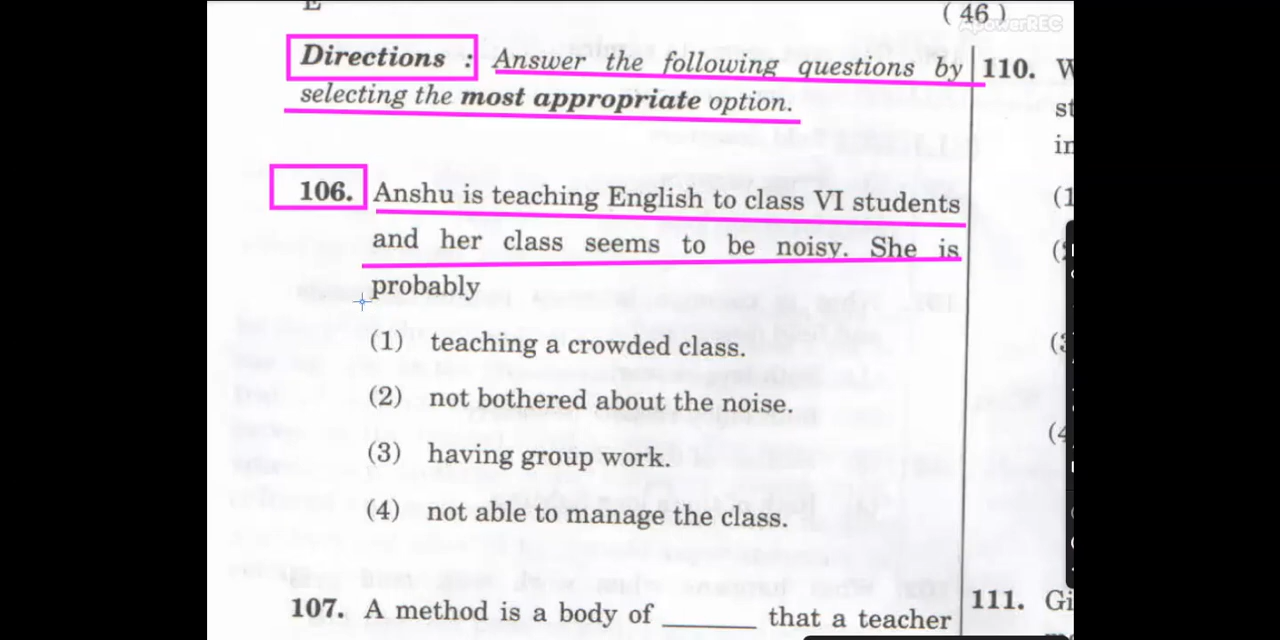 E
( 46 )
ApowerREC
Directions : Answer the following questions by
selecting the most appropriate option.
106. Anshu is teaching English to class VI students
and her class seems to be noisy. She is
probably
(1) teaching a crowded class.
(2) not bothered about the noise.
(3) having group work.
(4) not able to manage the class.
107. A method is a body of ______ that a teacher
110.
in
(1
(3
(4
111. Gi